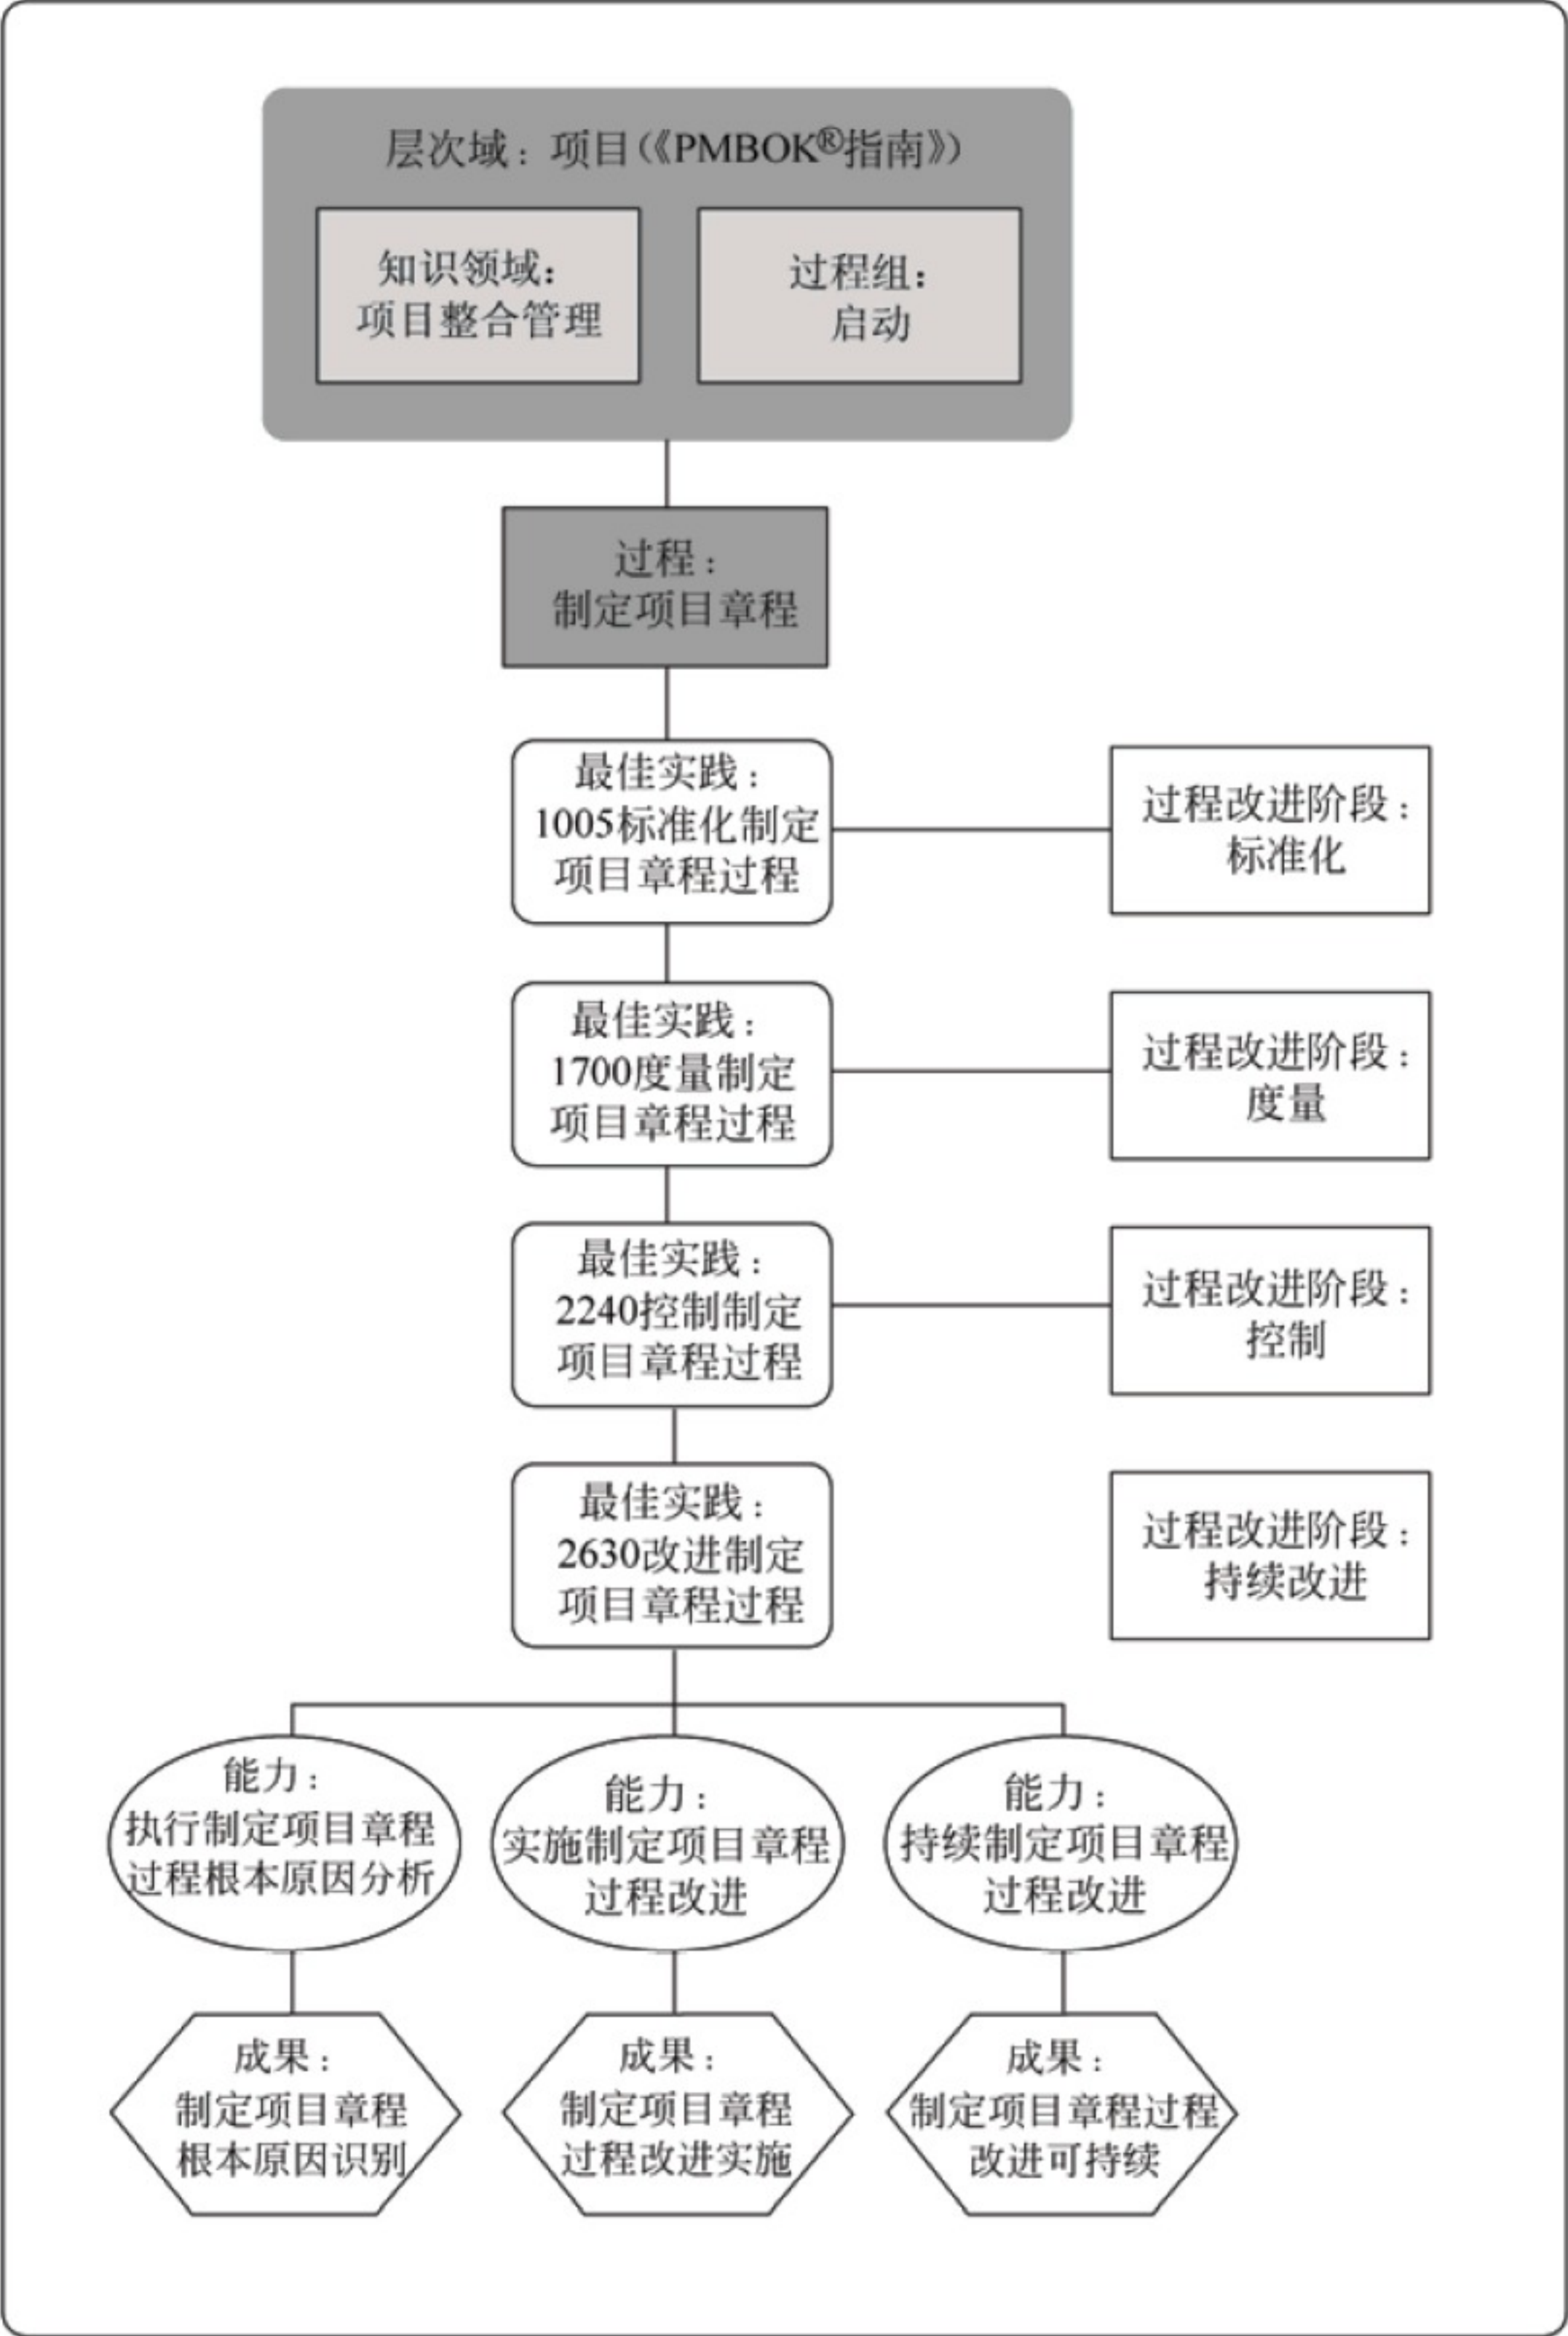 层次域：项目(《PMBOK®指南》)
知识领域：
项目整合管理
过程组：
启动
过程：
制定项目章程
最佳实践：
1005标准化制定
项目章程过程
过程改进阶段：
标准化
最佳实践：
1700度量制定
项目章程过程
过程改进阶段：
度量
最佳实践：
2240控制制定
项目章程过程
过程改进阶段：
控制
最佳实践：
2630改进制定
项目章程过程
过程改进阶段：
持续改进
能力：
执行制定项目章程
过程根本原因分析
能力：
实施制定项目章程
过程改进
能力：
持续制定项目章程
过程改进
成果：
制定项目章程
根本原因识别
成果：
制定项目章程
过程改进实施
成果：
制定项目章程过程
改进可持续